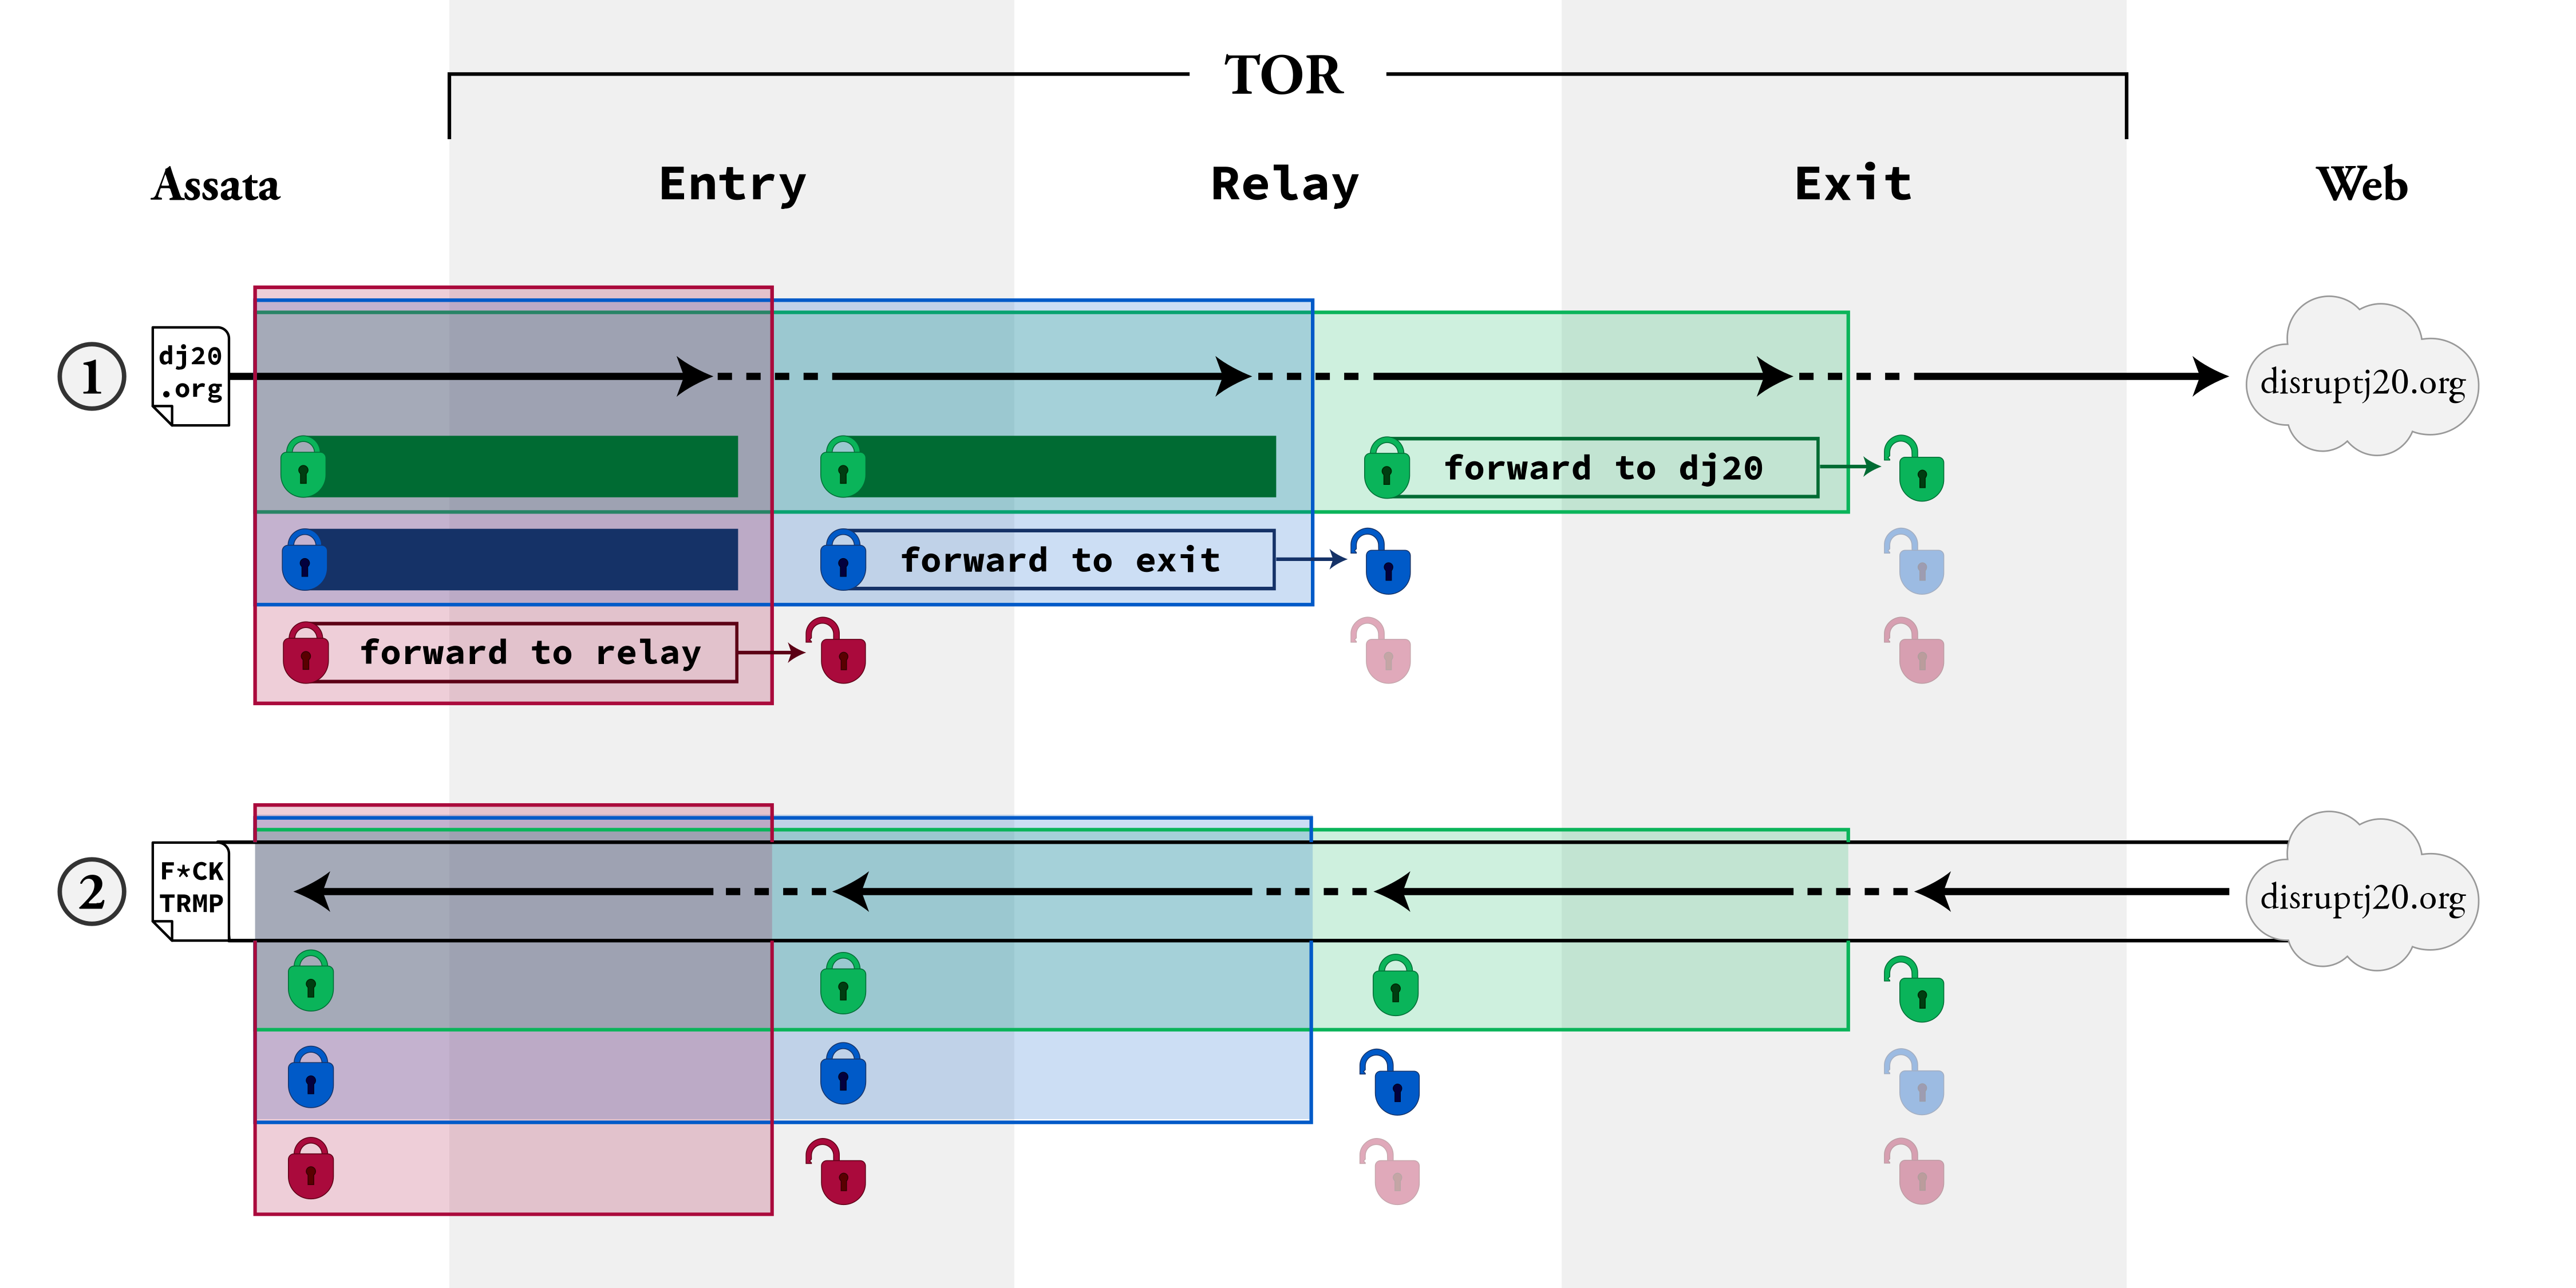 TOR
Assata
Entry
Relay
Exit
Web
1
dj20
.org
disruptj20.org
forward to dj20
forward to exit
forward to relay
2
F*CK
TRMP
disruptj20.org